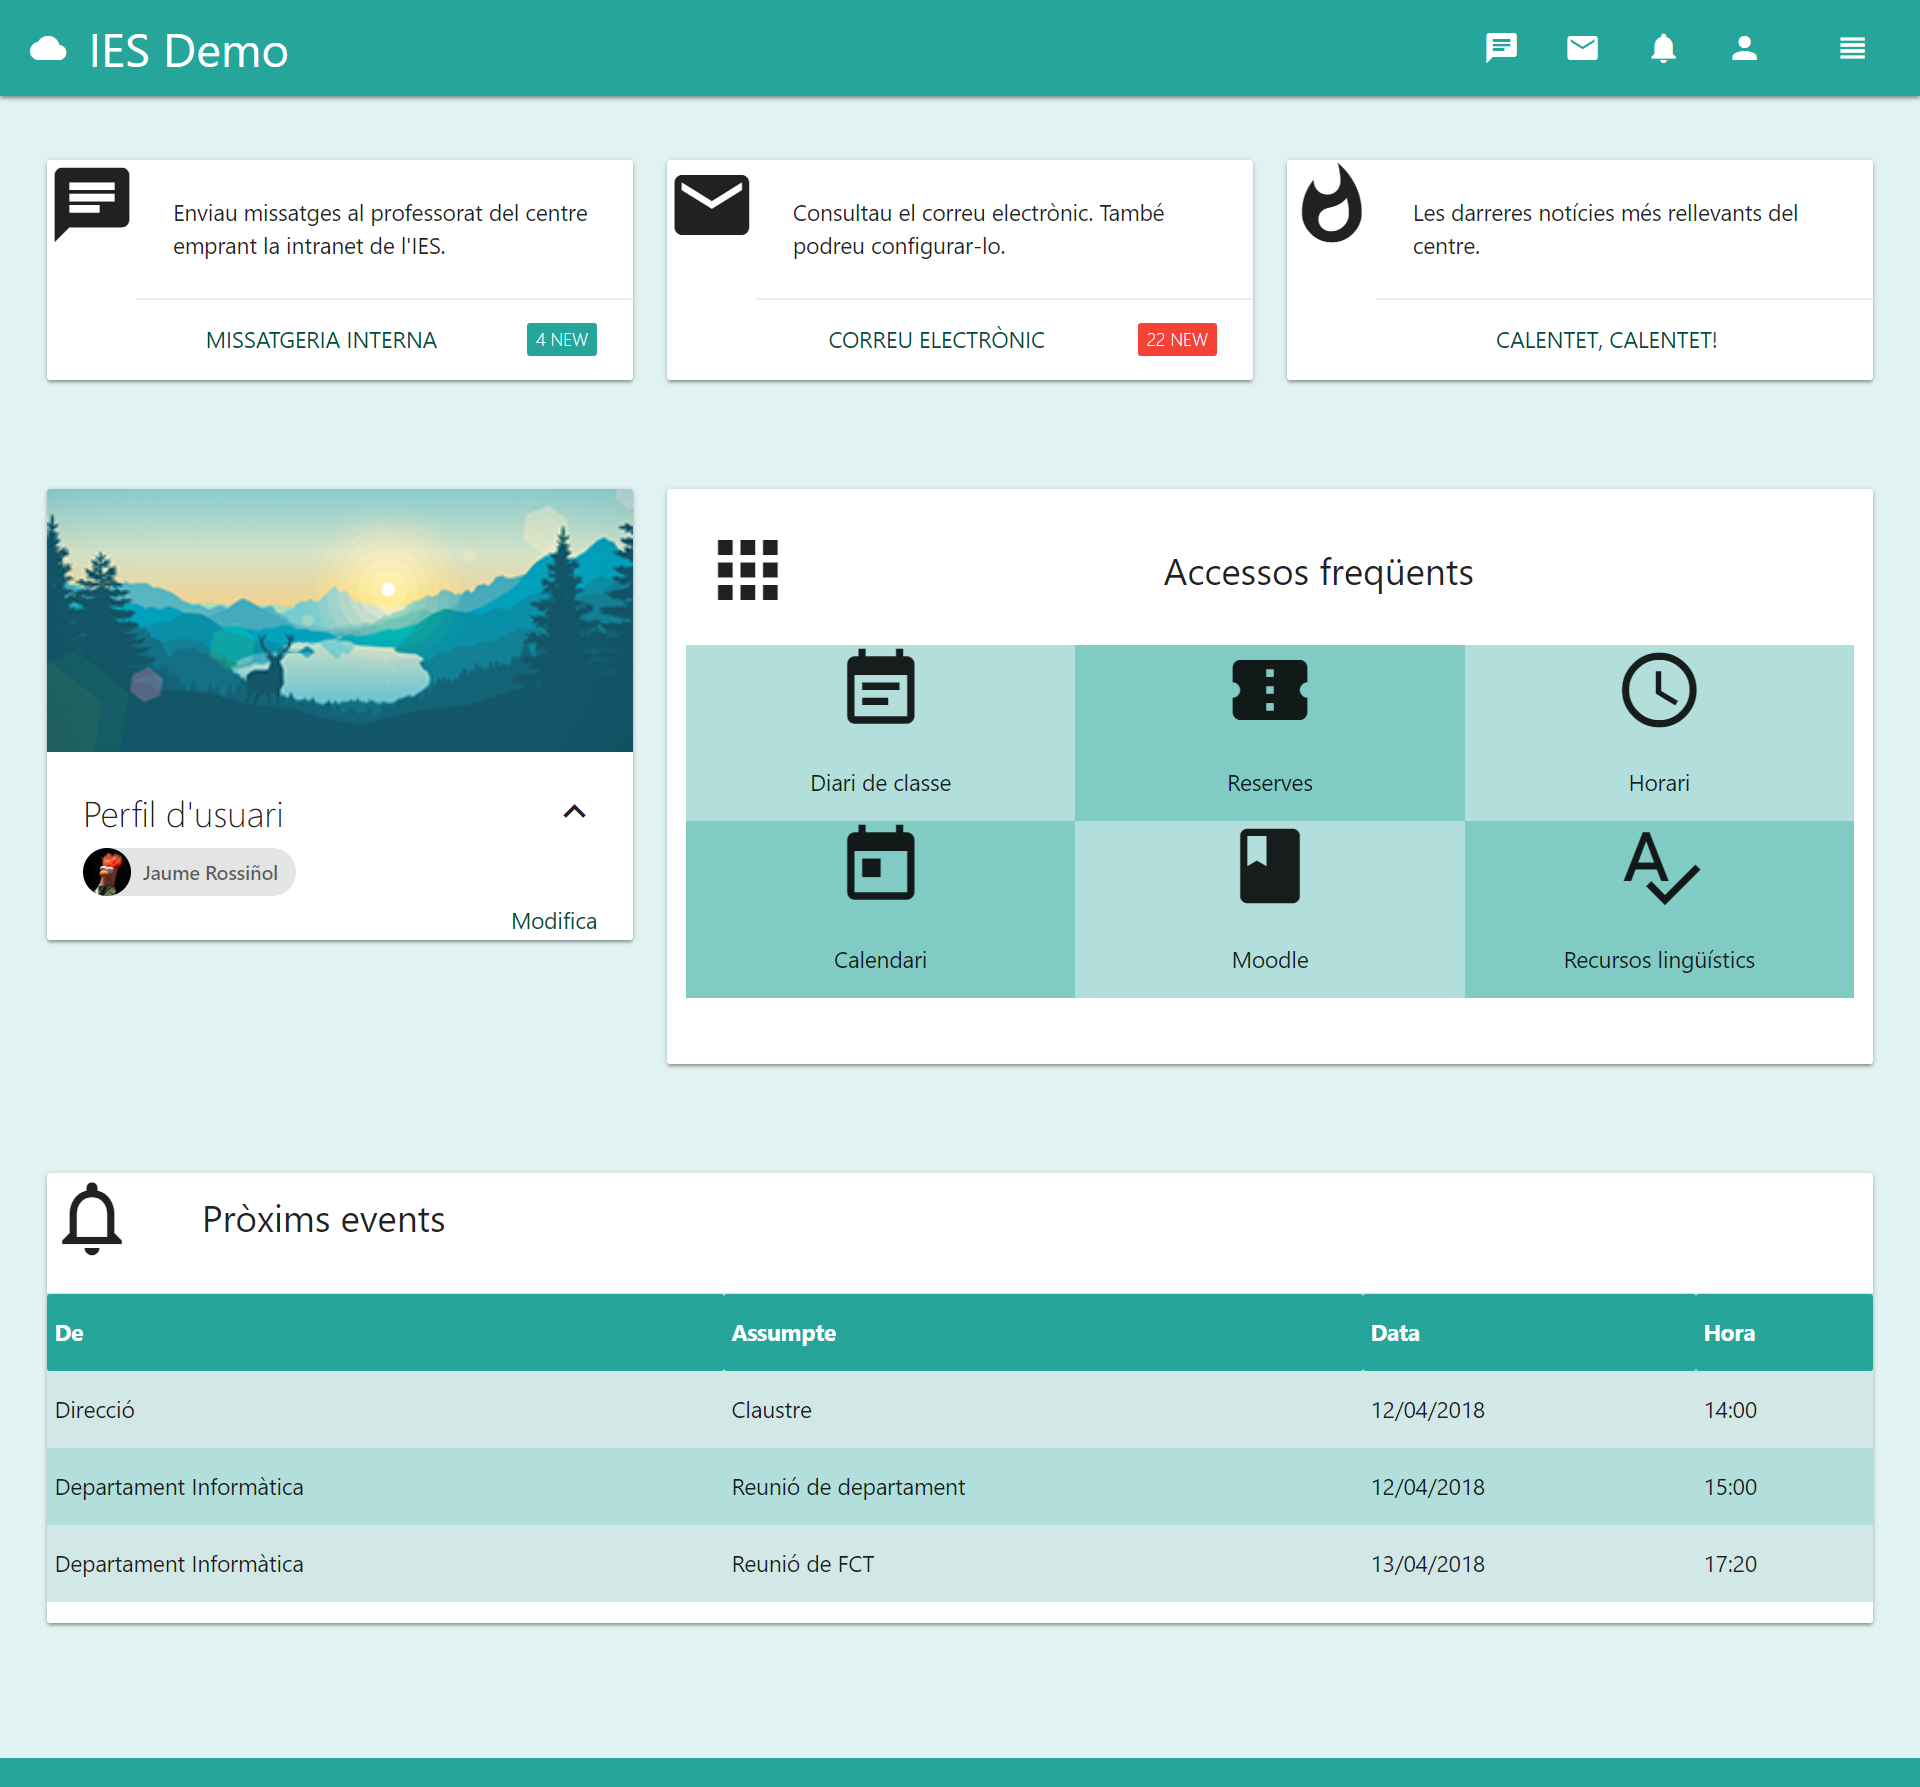 IES Demo
Enviau missatges al professorat del centre
emprant la intranet de l'IES.
MISSATGERIA INTERNA 4 NEW
Consultau el correu electrònic. També
podreu configurar-lo.
CORREU ELECTRÒNIC 22 NEW
Les darreres notícies més rellevants del
centre.
CALENTET, CALENTET!
Perfil d'usuari
Jaume Rossiñol
Modifica
Accessos freqüents
Diari de classe Reserves Horari
Calendari Moodle Recursos lingüístics
Pròxims events
De Assumpte Data Hora
Direcció Claustre 12/04/2018 14:00
Departament Informàtica Reunió de departament 12/04/2018 15:00
Departament Informàtica Reunió de FCT 13/04/2018 17:20